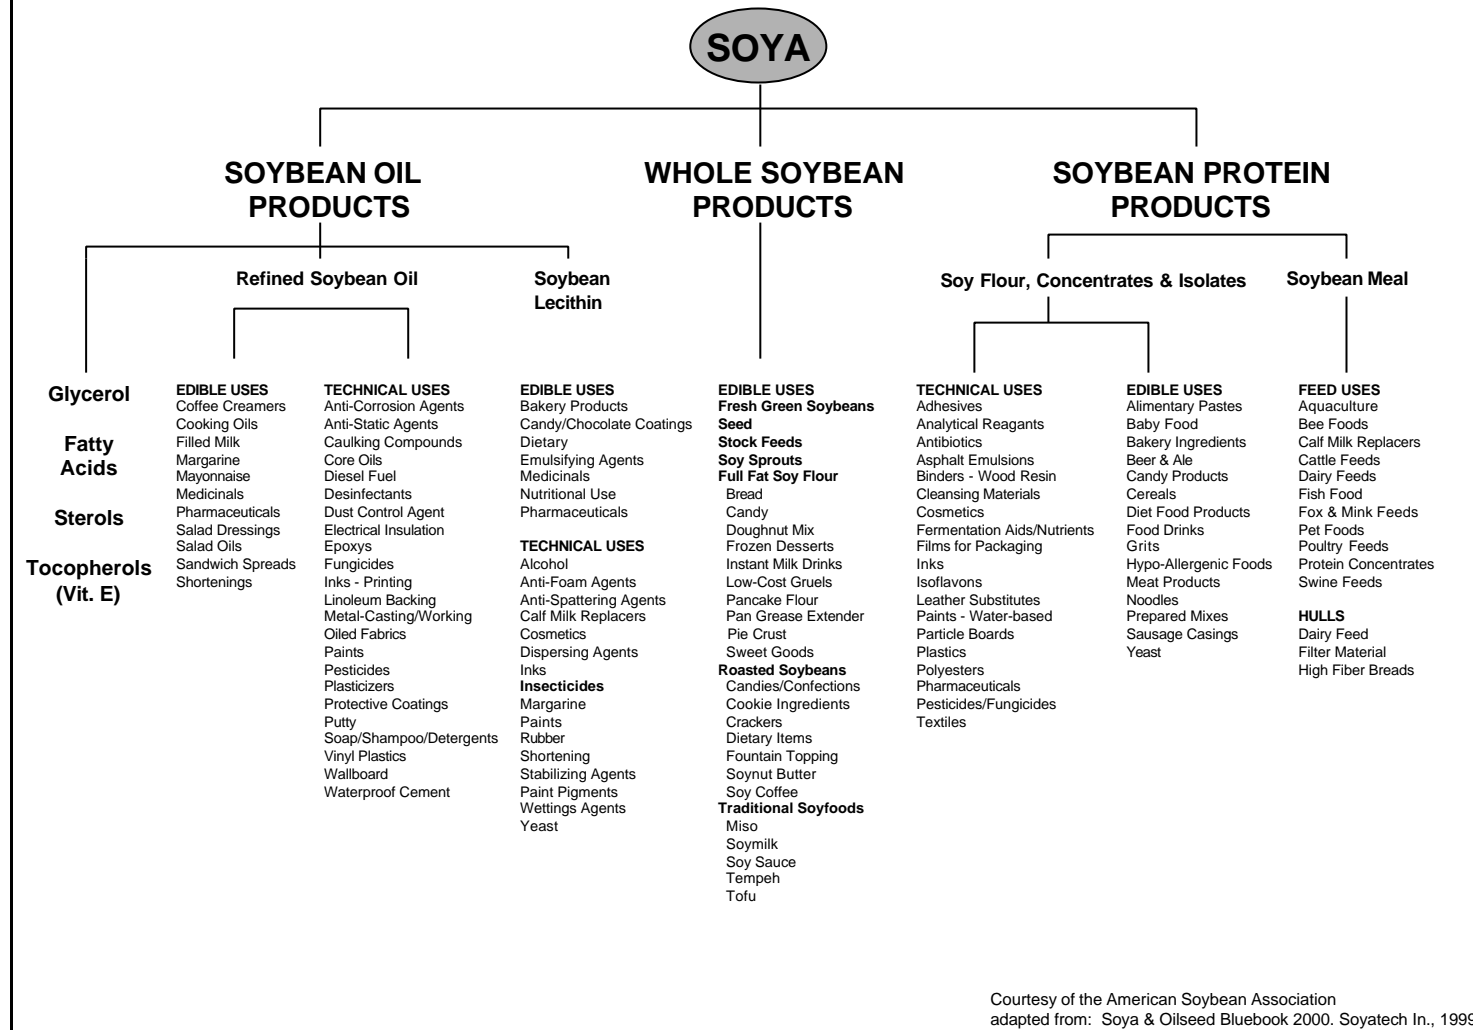 SOYA
SOYBEAN OIL
PRODUCTS
WHOLE SOYBEAN
PRODUCTS
SOYBEAN PROTEIN
PRODUCTS
Refined Soybean Oil
Soybean
Lecithin
Soy Flour, Concentrates & Isolates
Soybean Meal
Glycerol
Fatty
Acids
Sterols
Tocopherols
(Vit. E)
EDIBLE USES
Coffee Creamers
Cooking Oils
Filled Milk
Margarine
Mayonnaise
Medicinals
Pharmaceuticals
Salad Dressings
Salad Oils
Sandwich Spreads
Shortenings
TECHNICAL USES
Anti-Corrosion Agents
Anti-Static Agents
Caulking Compounds
Core Oils
Diesel Fuel
Desinfectants
Dust Control Agent
Electrical Insulation
Epoxys
Fungicides
Inks - Printing
Linoleum Backing
Metal-Casting/Working
Oiled Fabrics
Paints
Pesticides
Plasticizers
Protective Coatings
Putty
Soap/Shampoo/Detergents
Vinyl Plastics
Wallboard
Waterproof Cement
EDIBLE USES
Bakery Products
Candy/Chocolate Coatings
Dietary
Emulsifying Agents
Medicinals
Nutritional Use
Pharmaceuticals
TECHNICAL USES
Alcohol
Anti-Foam Agents
Anti-Spattering Agents
Calf Milk Replacers
Cosmetics
Dispersing Agents
Inks
Insecticides
Margarine
Paints
Rubber
Shortening
Stabilizing Agents
Paint Pigments
Wettings Agents
Yeast
EDIBLE USES
Fresh Green Soybeans
Seed
Stock Feeds
Soy Sprouts
Full Fat Soy Flour
Bread
Candy
Doughnut Mix
Frozen Desserts
Instant Milk Drinks
Low-Cost Gruels
Pancake Flour
Pan Grease Extender
Pie Crust
Sweet Goods
Roasted Soybeans
Candies/Confections
Cookie Ingredients
Crackers
Dietary Items
Fountain Topping
Soynut Butter
Soy Coffee
Traditional Soyfoods
Miso
Soymilk
Soy Sauce
Tempeh
Tofu
TECHNICAL USES
Adhesives
Analytical Reagants
Antibiotics
Asphalt Emulsions
Binders - Wood Resin
Cleansing Materials
Cosmetics
Fermentation Aids/Nutrients
Films for Packaging
Inks
Isoflavons
Leather Substitutes
Paints - Water-based
Particle Boards
Plastics
Polyesters
Pharmaceuticals
Pesticides/Fungicides
Textiles
EDIBLE USES
Alimentary Pastes
Baby Food
Bakery Ingredients
Beer & Ale
Candy Products
Cereals
Diet Food Products
Food Drinks
Grits
Hypo-Allergenic Foods
Meat Products
Noodles
Prepared Mixes
Sausage Casings
Yeast
FEED USES
Aquaculture
Bee Foods
Calf Milk Replacers
Cattle Feeds
Dairy Feeds
Fish Food
Fox & Mink Feeds
Pet Foods
Poultry Feeds
Protein Concentrates
Swine Feeds
HULLS
Dairy Feed
Filter Material
High Fiber Breads
Courtesy of the American Soybean Association
adapted from: Soya & Oilseed Bluebook 2000. Soyatech In., 1999